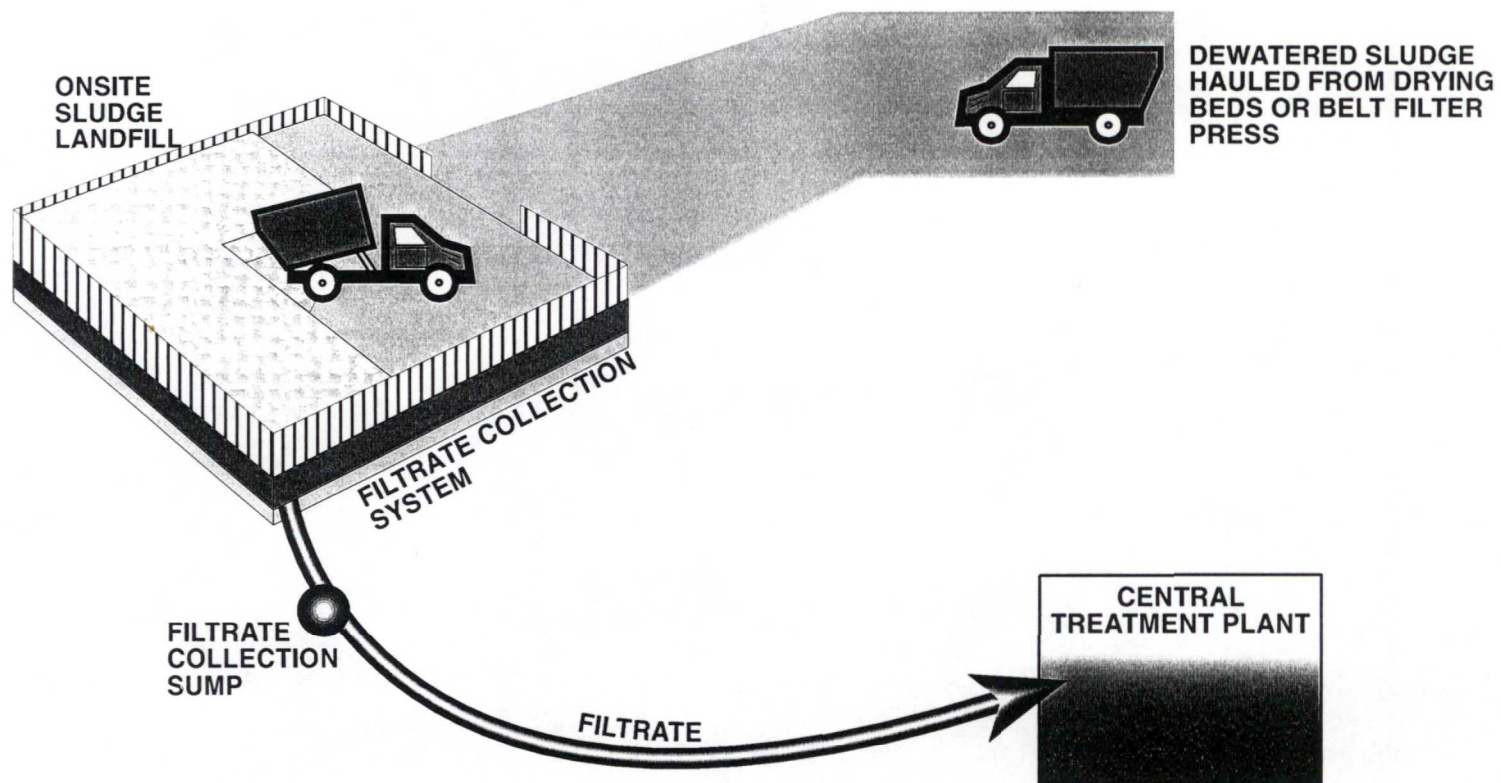 ONSITE
SLUDGE
LANDFILL
DEWATERED SLUDGE
HAULED FROM DRYING
BEDS OR BELT FILTER
PRESS
FILTRATE COLLECTION
SYSTEM
FILTRATE
COLLECTION
SUMP
FILTRATE
CENTRAL
TREATMENT PLANT